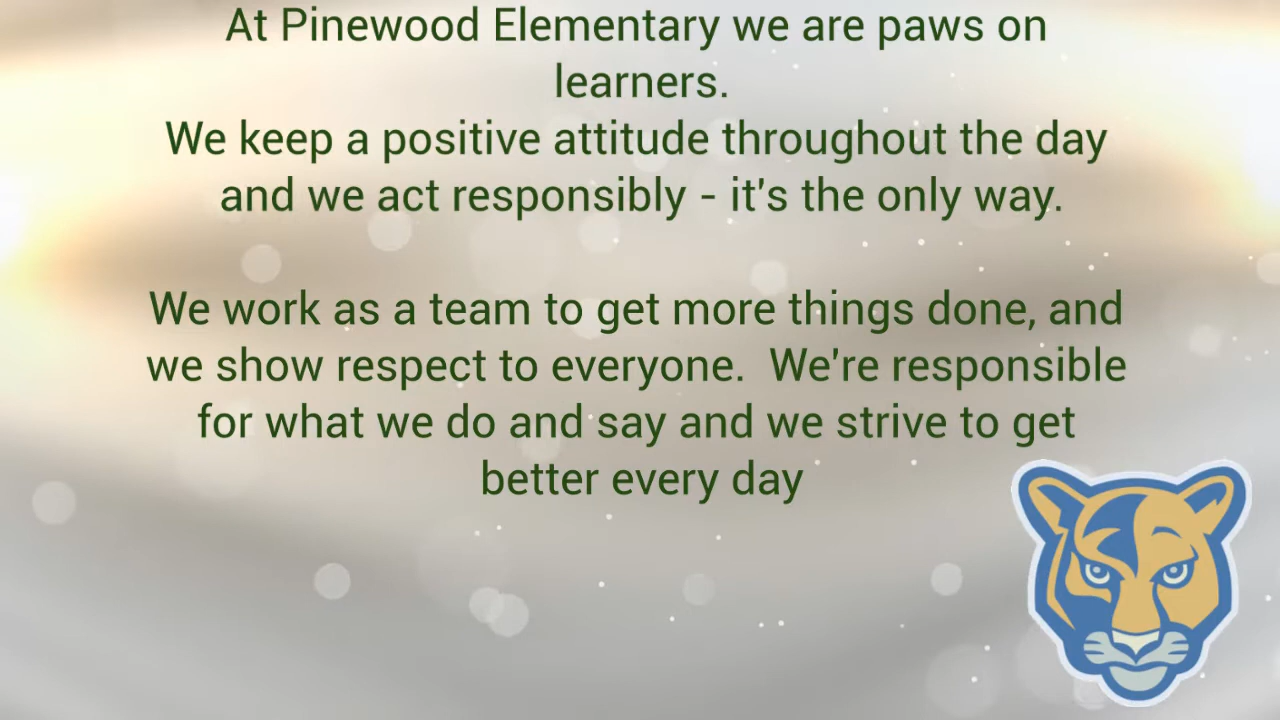 At Pinewood Elementary we are paws on
learners.
We keep a positive attitude throughout the day
and we act responsibly - it's the only way.
We work as a team to get more things done, and
we show respect to everyone.  We're responsible
for what we do and say and we strive to get
better every day